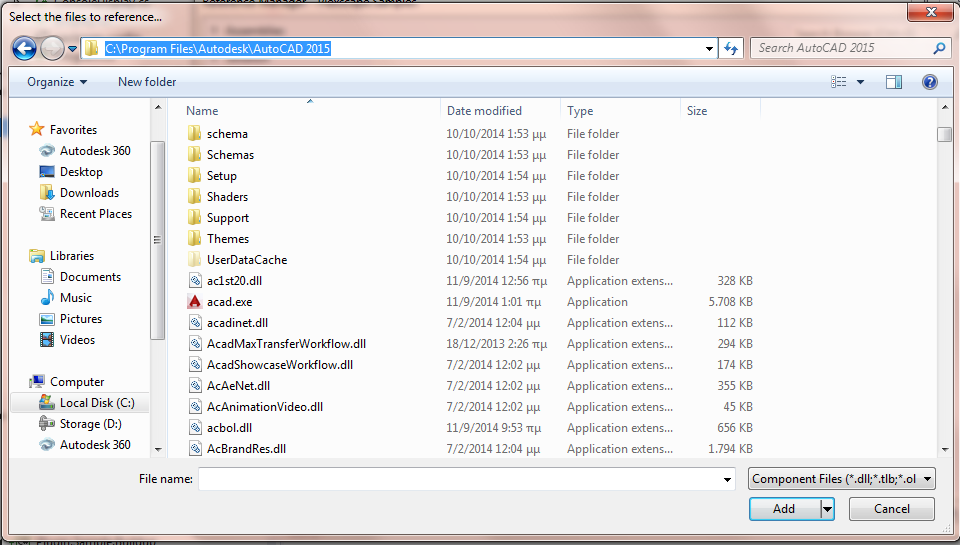 Select the files to reference...
C:\Program Files\Autodesk\AutoCAD 2015
Search AutoCAD 2015
Organize New folder
Name Date modified Type Size
Favorites
Autodesk 360
Desktop
Downloads
Recent Places
Libraries
Documents
Music
Pictures
Videos
Computer
Local Disk (C:)
Storage (D:)
Autodesk 360
schema 10/10/2014 1:53 μμ File folder
Schemas 10/10/2014 1:53 μμ File folder
Setup 10/10/2014 1:54 μμ File folder
Shaders 10/10/2014 1:53 μμ File folder
Support 10/10/2014 1:54 μμ File folder
Themes 10/10/2014 1:53 μμ File folder
UserDataCache 10/10/2014 1:54 μμ File folder
ac1st20.dll 11/9/2014 12:56 πμ Application extens... 328 KB
acad.exe 11/9/2014 1:01 πμ Application 5.708 KB
acadinet.dll 7/2/2014 12:04 μμ Application extens... 112 KB
AcadMaxTransferWorkflow.dll 18/12/2013 2:26 πμ Application extens... 294 KB
AcadShowcaseWorkflow.dll 7/2/2014 12:02 μμ Application extens... 174 KB
AcAeNet.dll 7/2/2014 12:04 μμ Application extens... 355 KB
AcAnimationVideo.dll 7/2/2014 12:02 μμ Application extens... 45 KB
acbol.dll 11/9/2014 9:53 πμ Application extens... 656 KB
AcBrandRes.dll 7/2/2014 12:04 μμ Application extens... 1.794 KB
File name:
Component Files (*.dll;*.tlb;*.ol
Add Cancel